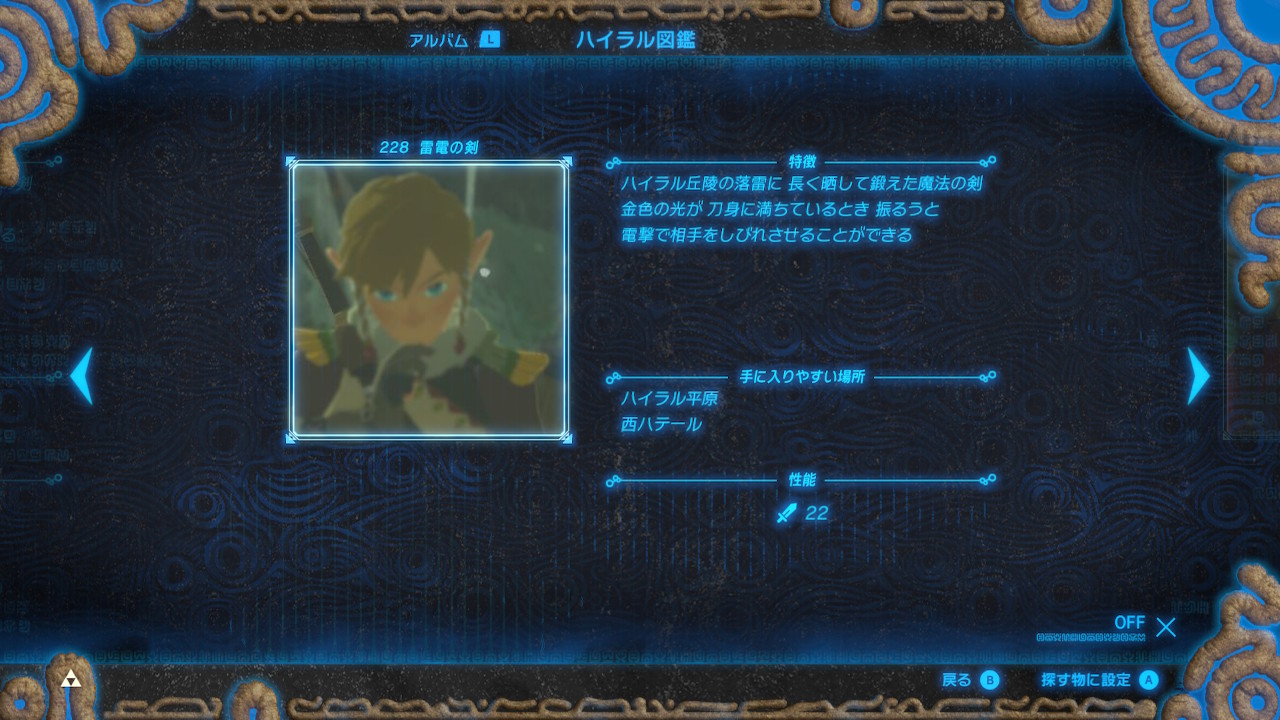 アルバム L
ハイラル図鑑
228 雷電の剣
特徴
ハイラル丘陵の落雷に 長く晒して鍛えた魔法の剣
金色の光が 刀身に満ちているとき 振るうと
電撃で相手をしびれさせることができる
手に入りやすい場所
ハイラル平原
西ハテール
性能
22
OFF
戻る B
探す物に設定 A